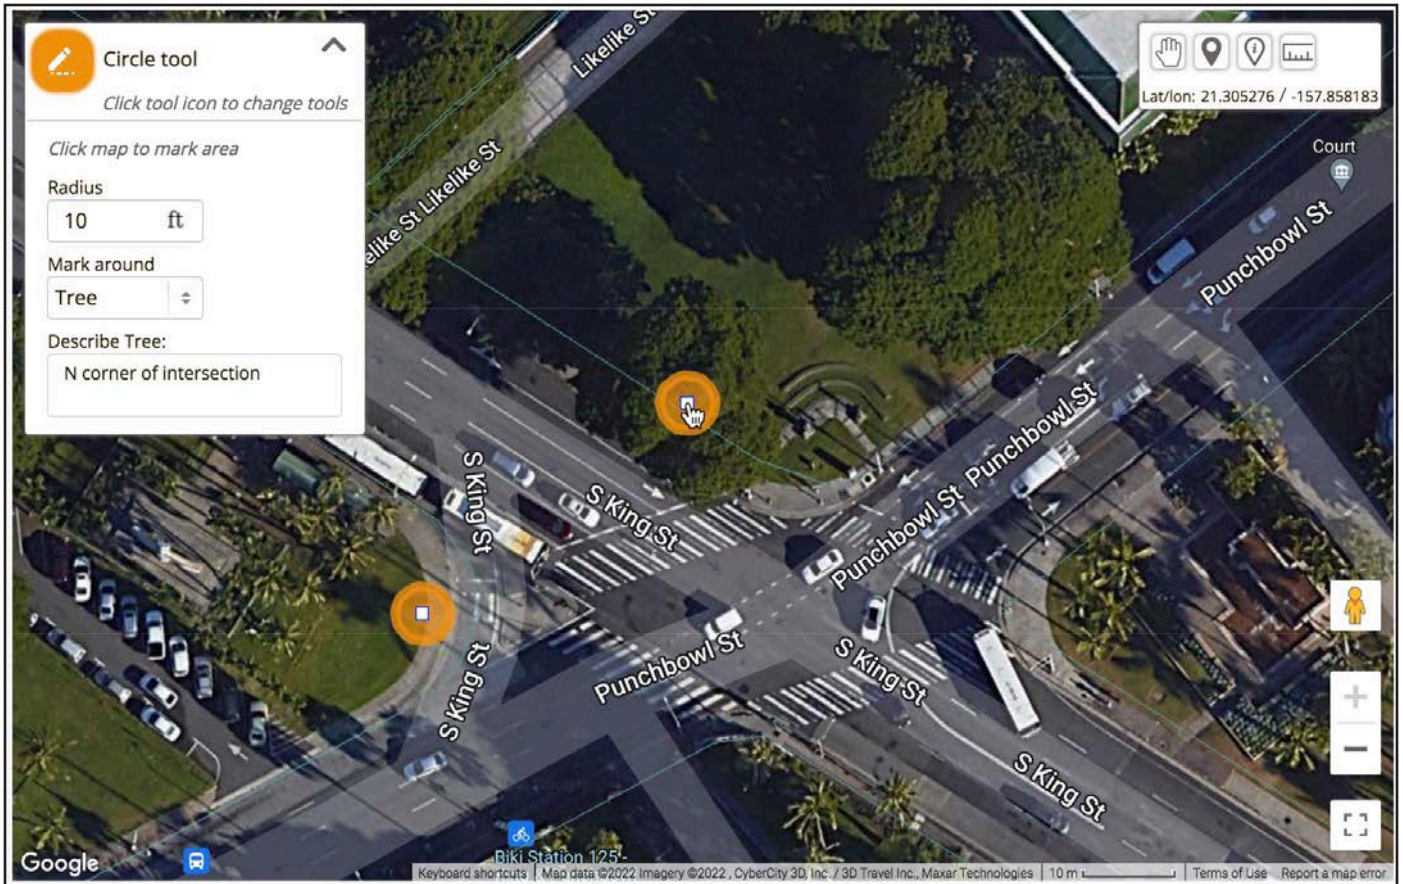 Circle tool
Click tool icon to change tools
Click map to mark area
Radius
10 ft
Mark around
Tree
Describe Tree:
N corner of intersection
Lat/lon: 21.305276 / -157.858183
Likelike St
elike St Likelike St
Court
Punchbowl St
Punchbowl St Punchbowl St
S King St
S King St
Punchbowl St
S King St
S King St
S King St
Biki Station 125 -
Google
Keyboard shortcuts Map data ©2022 Imagery ©2022 , CyberCity 3D, Inc. / 3D Travel Inc., Maxar Technologies 10 m Terms of Use Report a map error